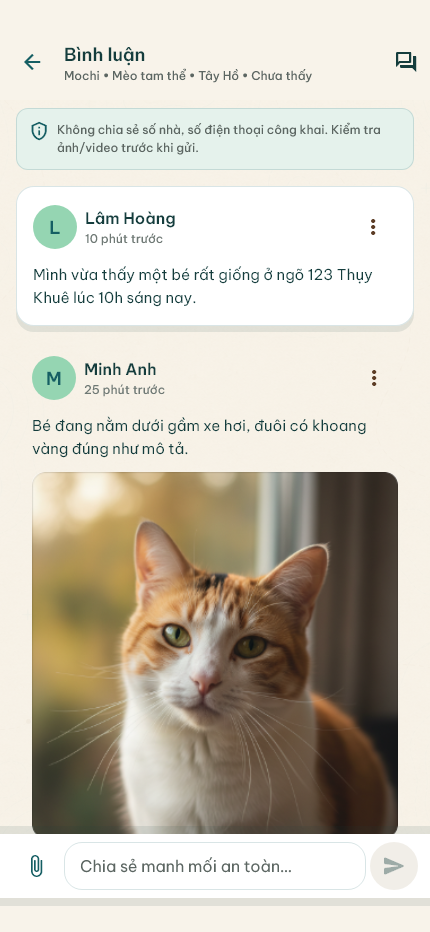 Bình luận
Mochi • Mèo tam thể • Tây Hồ • Chưa thấy
Không chia sẻ số nhà, số điện thoại công khai. Kiểm tra
ảnh/video trước khi gửi.
L
Lâm Hoàng
10 phút trước
Mình vừa thấy một bé rất giống ở ngõ 123 Thụy
Khuê lúc 10h sáng nay.
M
Minh Anh
25 phút trước
Bé đang nằm dưới gầm xe hơi, đuôi có khoang
vàng đúng như mô tả.
Chia sẻ manh mối an toàn...